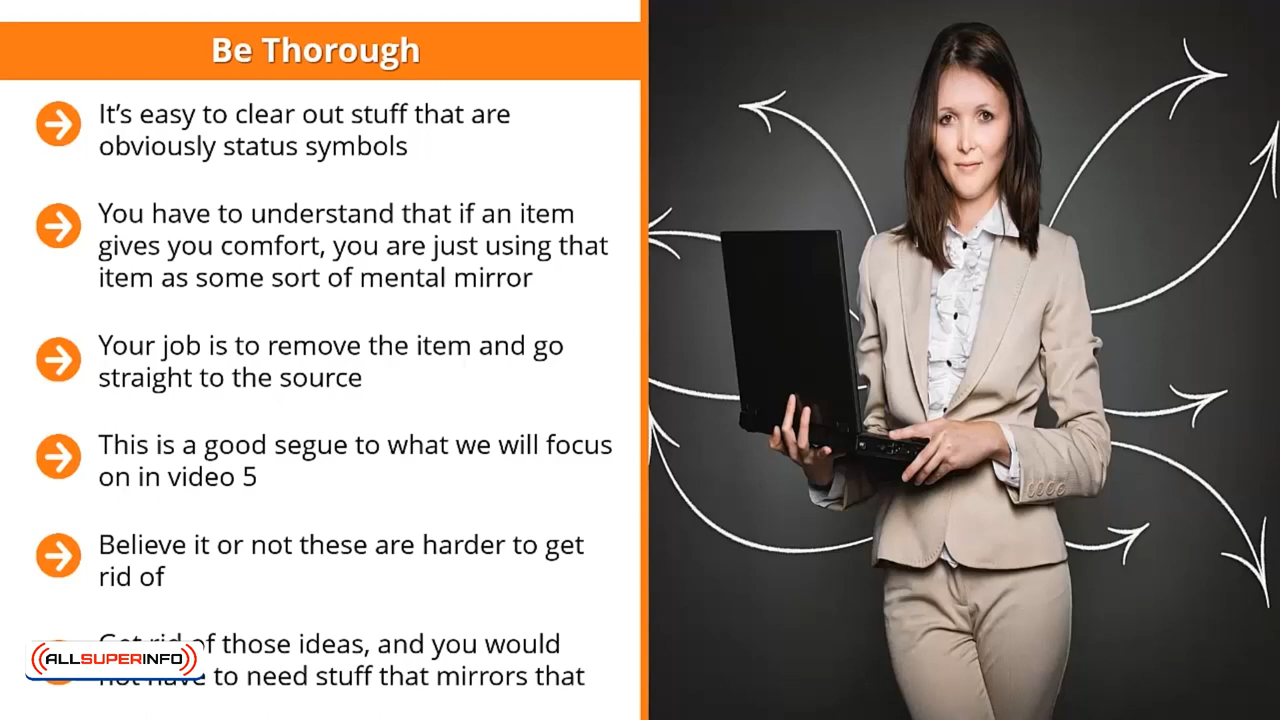 Be Thorough
It's easy to clear out stuff that are
obviously status symbols
You have to understand that if an item
gives you comfort, you are just using that
item as some sort of mental mirror
Your job is to remove the item and go
straight to the source
This is a good segue to what we will focus
on in video 5
Believe it or not these are harder to get
rid of
Get rid of those ideas, and you would
not have to need stuff that mirrors that
ALLSUPERINFO